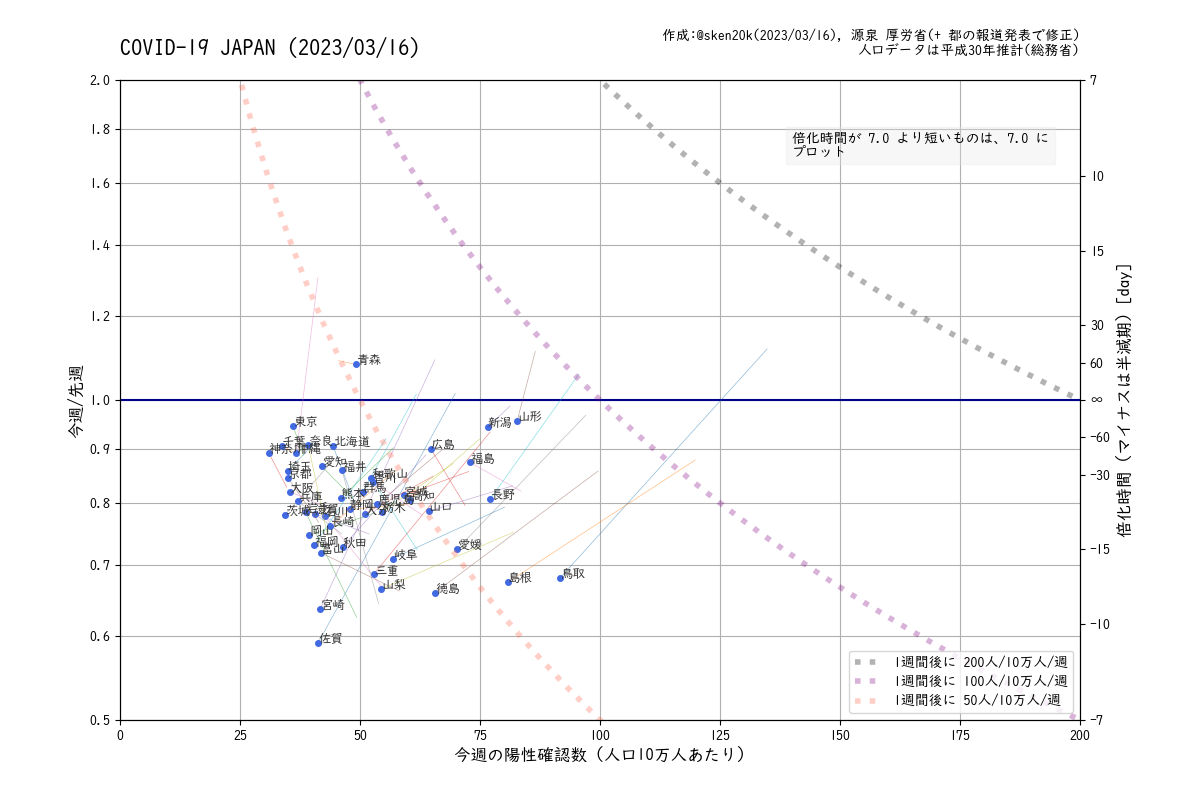 COVID-19 JAPAN (2023/03/16)
作成:@sken20k(2023/03/16), 源泉 厚労省(+ 都の報道発表で修正)
人口データは平成30年推計(総務省)
倍化時間が 7.0 より短いものは、7.0 に
プロット
今週/先週
2.0
1.8
1.6
1.4
1.2
1.0
0.9
0.8
0.7
0.6
0.5
7
10
15
30
60
∞
-60
-30
-15
-10
-7
倍化時間 (マイナスは半減期) [day]
青森
東京
山形
新潟
千葉
奈良
北海道
神奈川
沖縄
広島
埼玉
愛知
福井
福島
京都
和歌山
香川
大阪
群馬
兵庫
熊本
宮城
高知
長野
鹿児島
茨城
静岡
栃木
山口
石川
大分
長崎
岡山
福岡
富山
秋田
愛媛
岐阜
三重
山梨
徳島
島根
鳥取
宮崎
佐賀
1週間後に 200人/10万人/週
1週間後に 100人/10万人/週
1週間後に 50人/10万人/週
0 25 50 75 100 125 150 175 200
今週の陽性確認数 (人口10万人あたり)